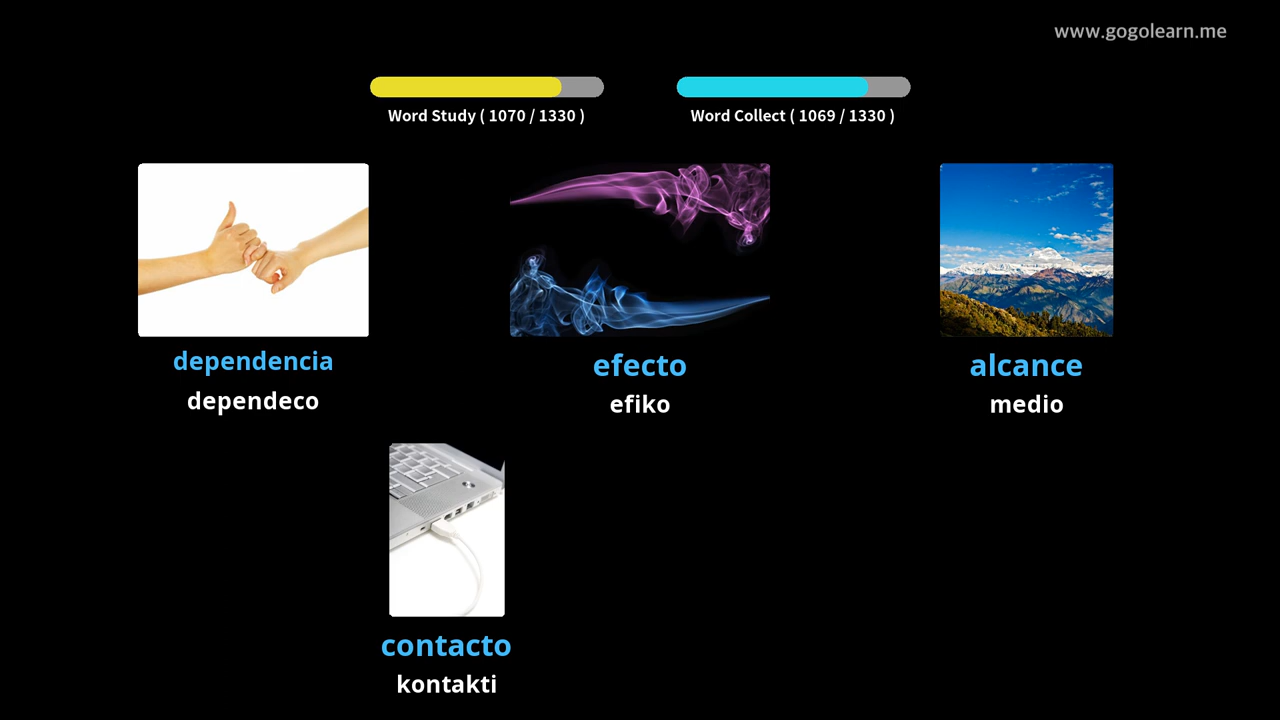 www.gogolearn.me
Word Study ( 1070 / 1330 )
Word Collect ( 1069 / 1330 )
dependencia
dependeco
efecto
efiko
alcance
medio
contacto
kontakti